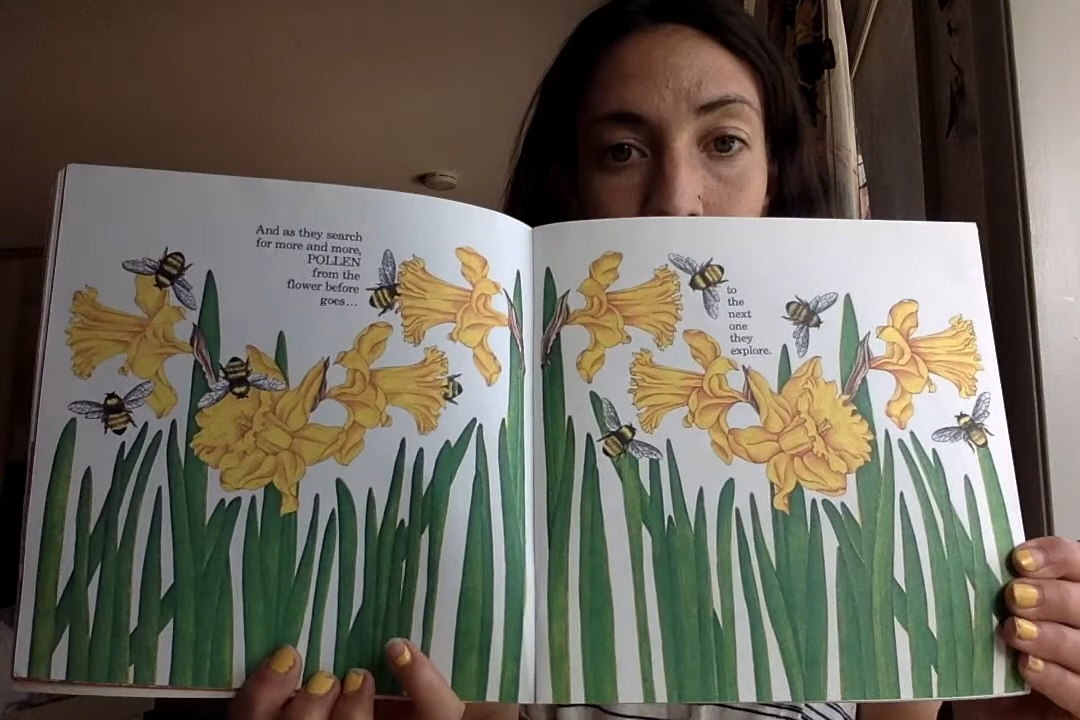 And as they search
for more and more,
POLLEN
from the
flower before
goes...
to
the
next
one
they
explore.